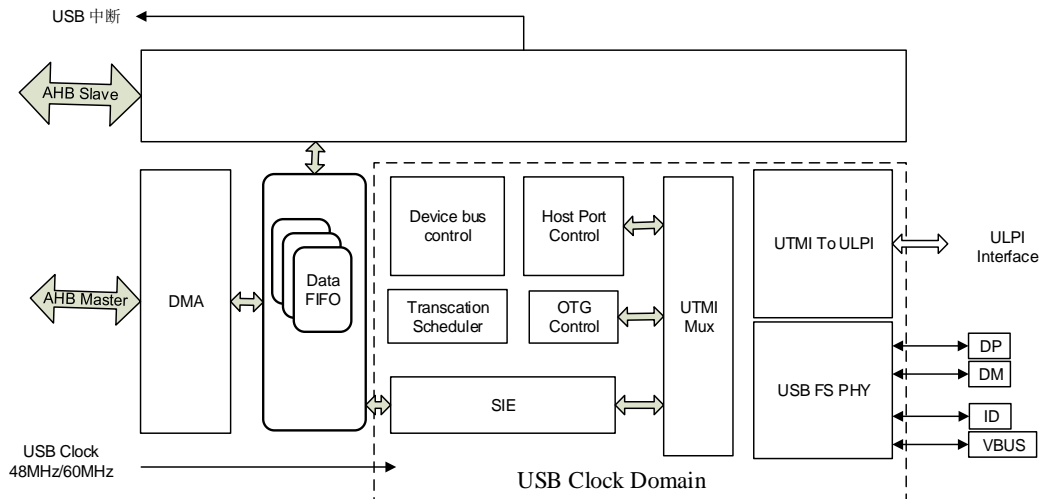 USB 中断
AHB Slave
Device bus
control
Host Port
Control
UTMI To ULPI
ULPI
Interface
Data
FIFO
AHB Master
DMA
Transcation
Scheduler
OTG
Control
UTMI
Mux
DP
DM
USB FS PHY
SIE
ID
VBUS
USB Clock
48MHz/60MHz
USB Clock Domain